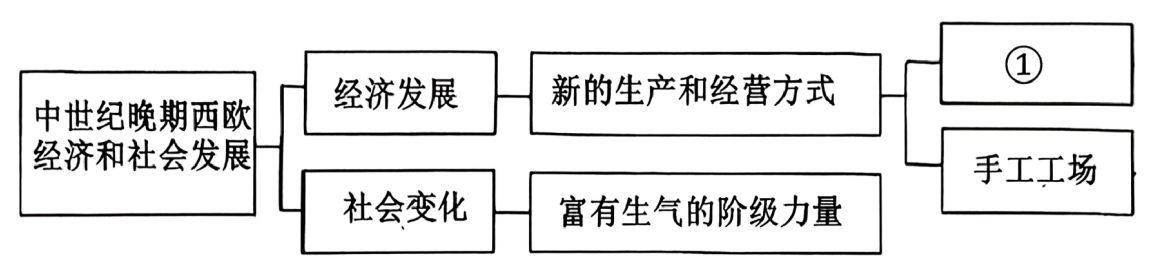 中世纪晚期西欧
经济和社会发展
经济发展
新的生产和经营方式
①
手工工场
社会变化
富有生气的阶级力量